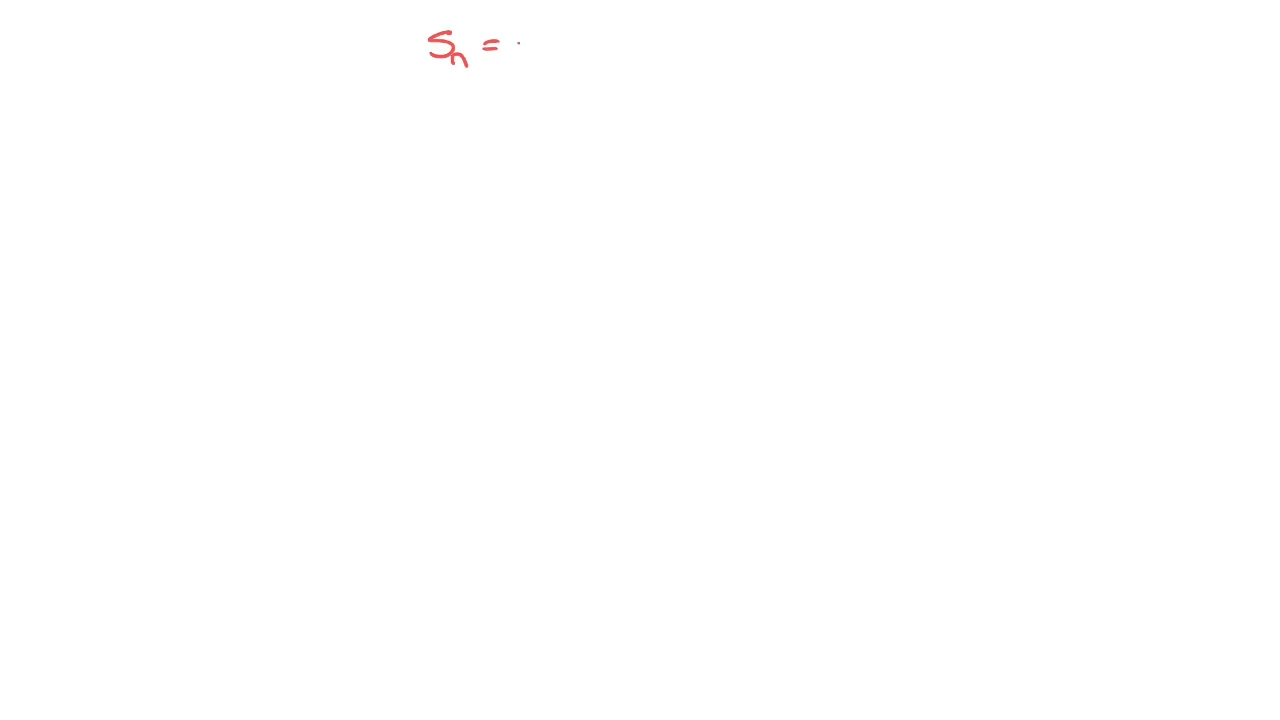 Sn =